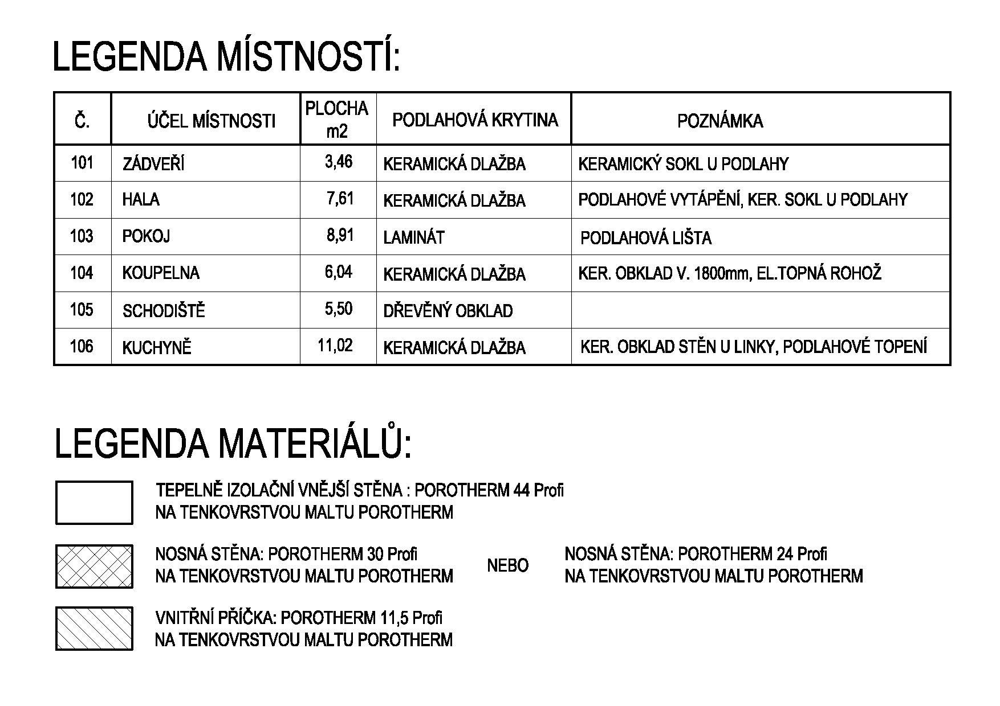 LEGENDA MÍSTNOSTÍ:
Č. ÚČEL MÍSTNOSTI PLOCHA m2 PODLAHOVÁ KRYTINA POZNÁMKA
101 ZÁDVEŘÍ 3,46 KERAMICKÁ DLAŽBA KERAMICKÝ SOKL U PODLAHY
102 HALA 7,61 KERAMICKÁ DLAŽBA PODLAHOVÉ VYTÁPĚNÍ, KER. SOKL U PODLAHY
103 POKOJ 8,91 LAMINÁT PODLAHOVÁ LIŠTA
104 KOUPELNA 6,04 KERAMICKÁ DLAŽBA KER. OBKLAD V. 1800mm, EL.TOPNÁ ROHOŽ
105 SCHODIŠTĚ 5,50 DŘEVĚNÝ OBKLAD
106 KUCHYNĚ 11,02 KERAMICKÁ DLAŽBA KER. OBKLAD STĚN U LINKY, PODLAHOVÉ TOPENÍ
LEGENDA MATERIÁLŮ:
TEPELNĚ IZOLAČNÍ VNĚJŠÍ STĚNA : POROTHERM 44 Profi
NA TENKOVRSTVOU MALTU POROTHERM
NOSNÁ STĚNA: POROTHERM 30 Profi
NA TENKOVRSTVOU MALTU POROTHERM
NEBO
NOSNÁ STĚNA: POROTHERM 24 Profi
NA TENKOVRSTVOU MALTU POROTHERM
VNITŘNÍ PŘÍČKA: POROTHERM 11,5 Profi
NA TENKOVRSTVOU MALTU POROTHERM